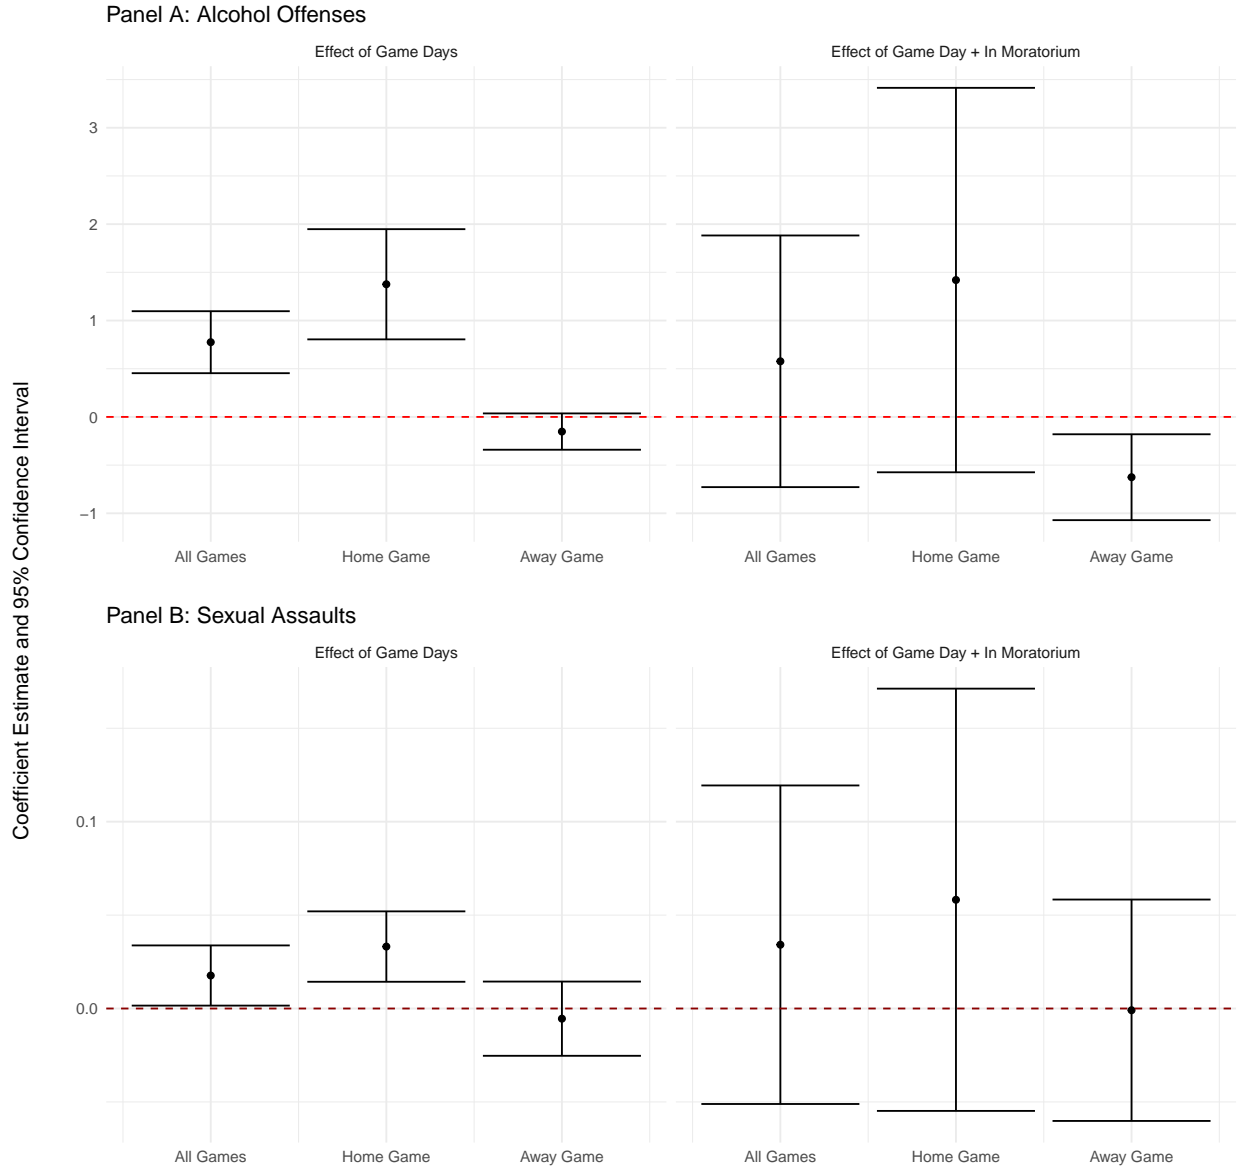 Panel A: Alcohol Offenses
Effect of Game Days
Effect of Game Day + In Moratorium
3
2
1
0
−1
All Games
Home Game
Away Game
All Games
Home Game
Away Game
Coefficient Estimate and 95% Confidence Interval
Panel B: Sexual Assaults
Effect of Game Days
Effect of Game Day + In Moratorium
0.1
0.0
All Games
Home Game
Away Game
All Games
Home Game
Away Game